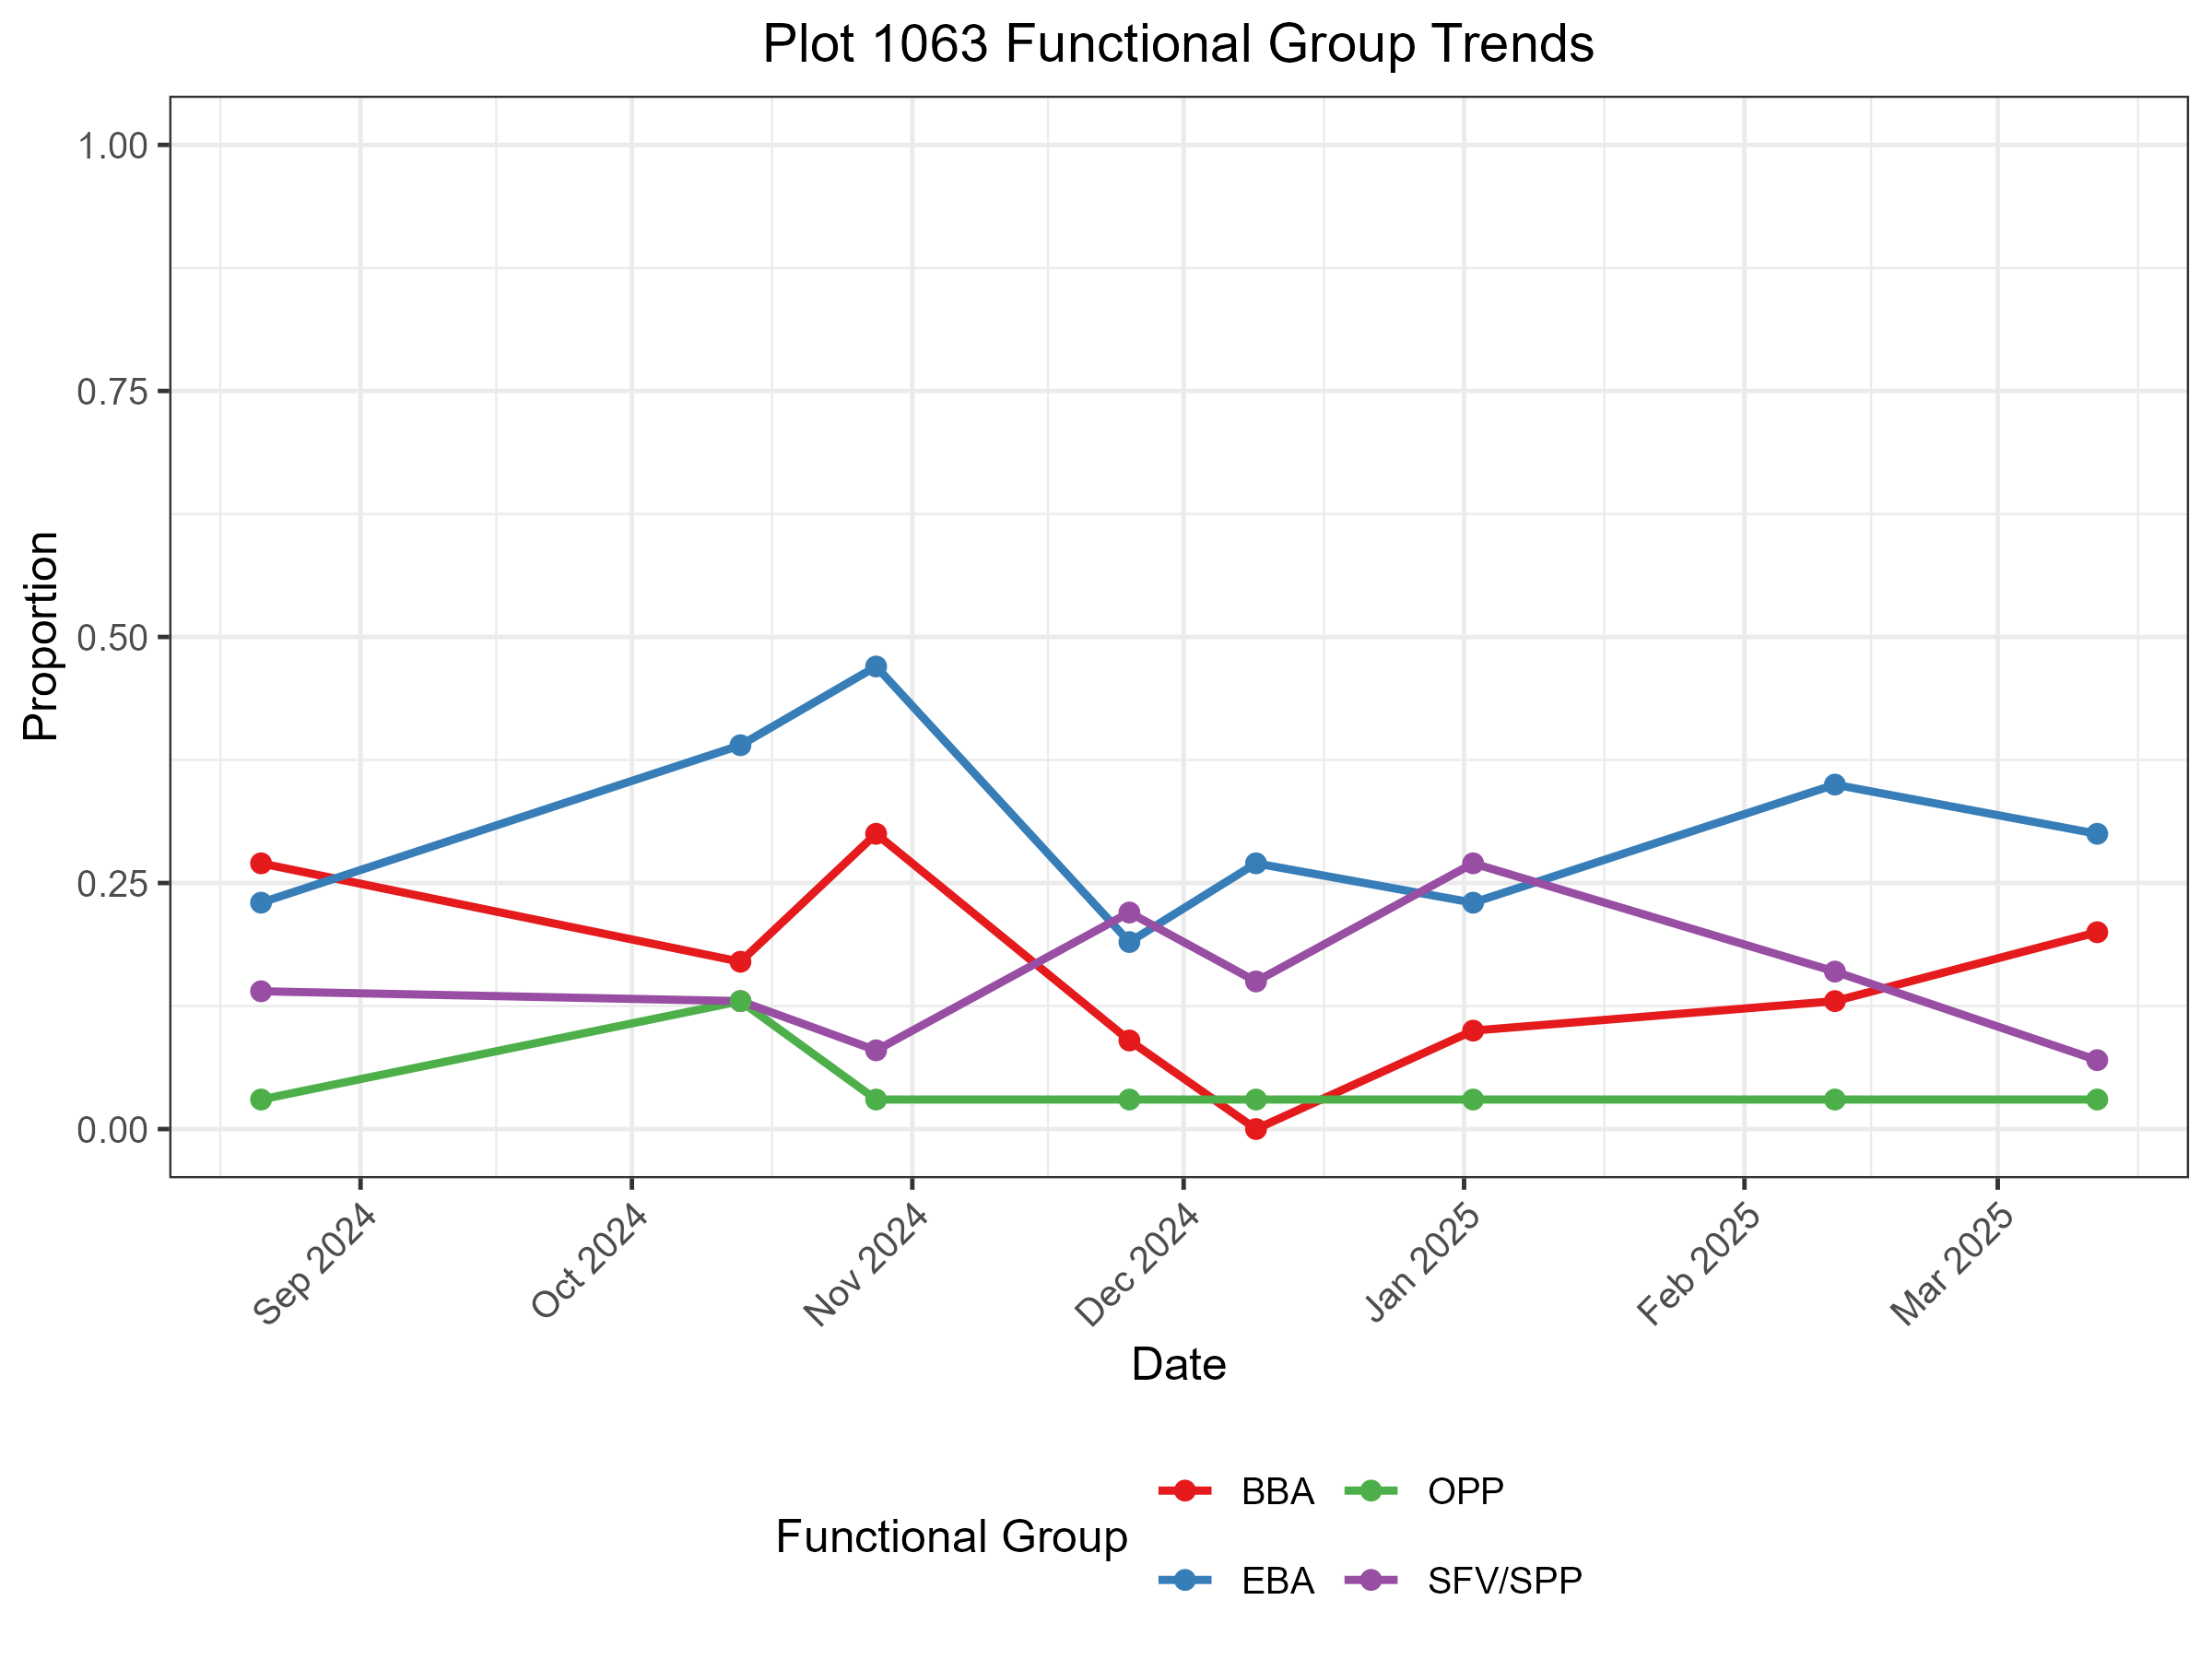 Plot 1063 Functional Group Trends
Proportion
1.00
0.75
0.50
0.25
0.00
Sep 2024
Oct 2024
Nov 2024
Dec 2024
Jan 2025
Feb 2025
Mar 2025
Date
Functional Group
BBA
OPP
EBA
SFV/SPP